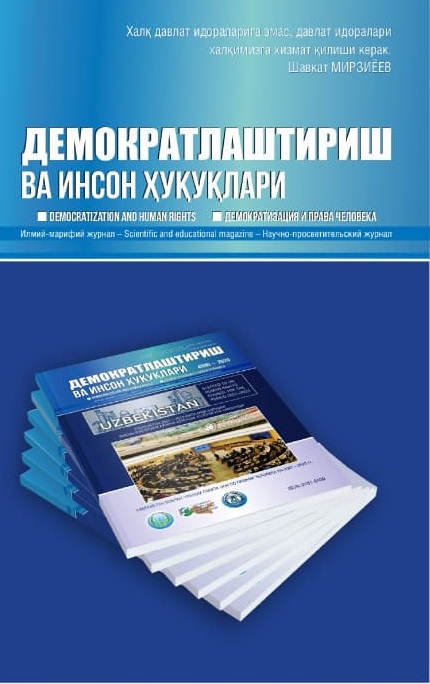 Халқ давлат идораларига эмас, давлат идоралари
халқимизга хизмат қилиши керак.
Шавкат МИРЗИЁЕВ
ДЕМОКРАТЛАШТИРИШ
ВА ИНСОН ҲУҚУҚЛАРИ
DEMOCRATIZATION AND HUMAN RIGHTS ДЕМОКРАТИЗАЦИЯ И ПРАВА ЧЕЛОВЕКА
Илмий-марифий журнал – Scientific and educational magazine – Научно-просветительский журнал
ДЕМОКРАТЛАШТИРИШ
ВА ИНСОН ҲУҚУҚЛАРИ
UZBEKISTAN